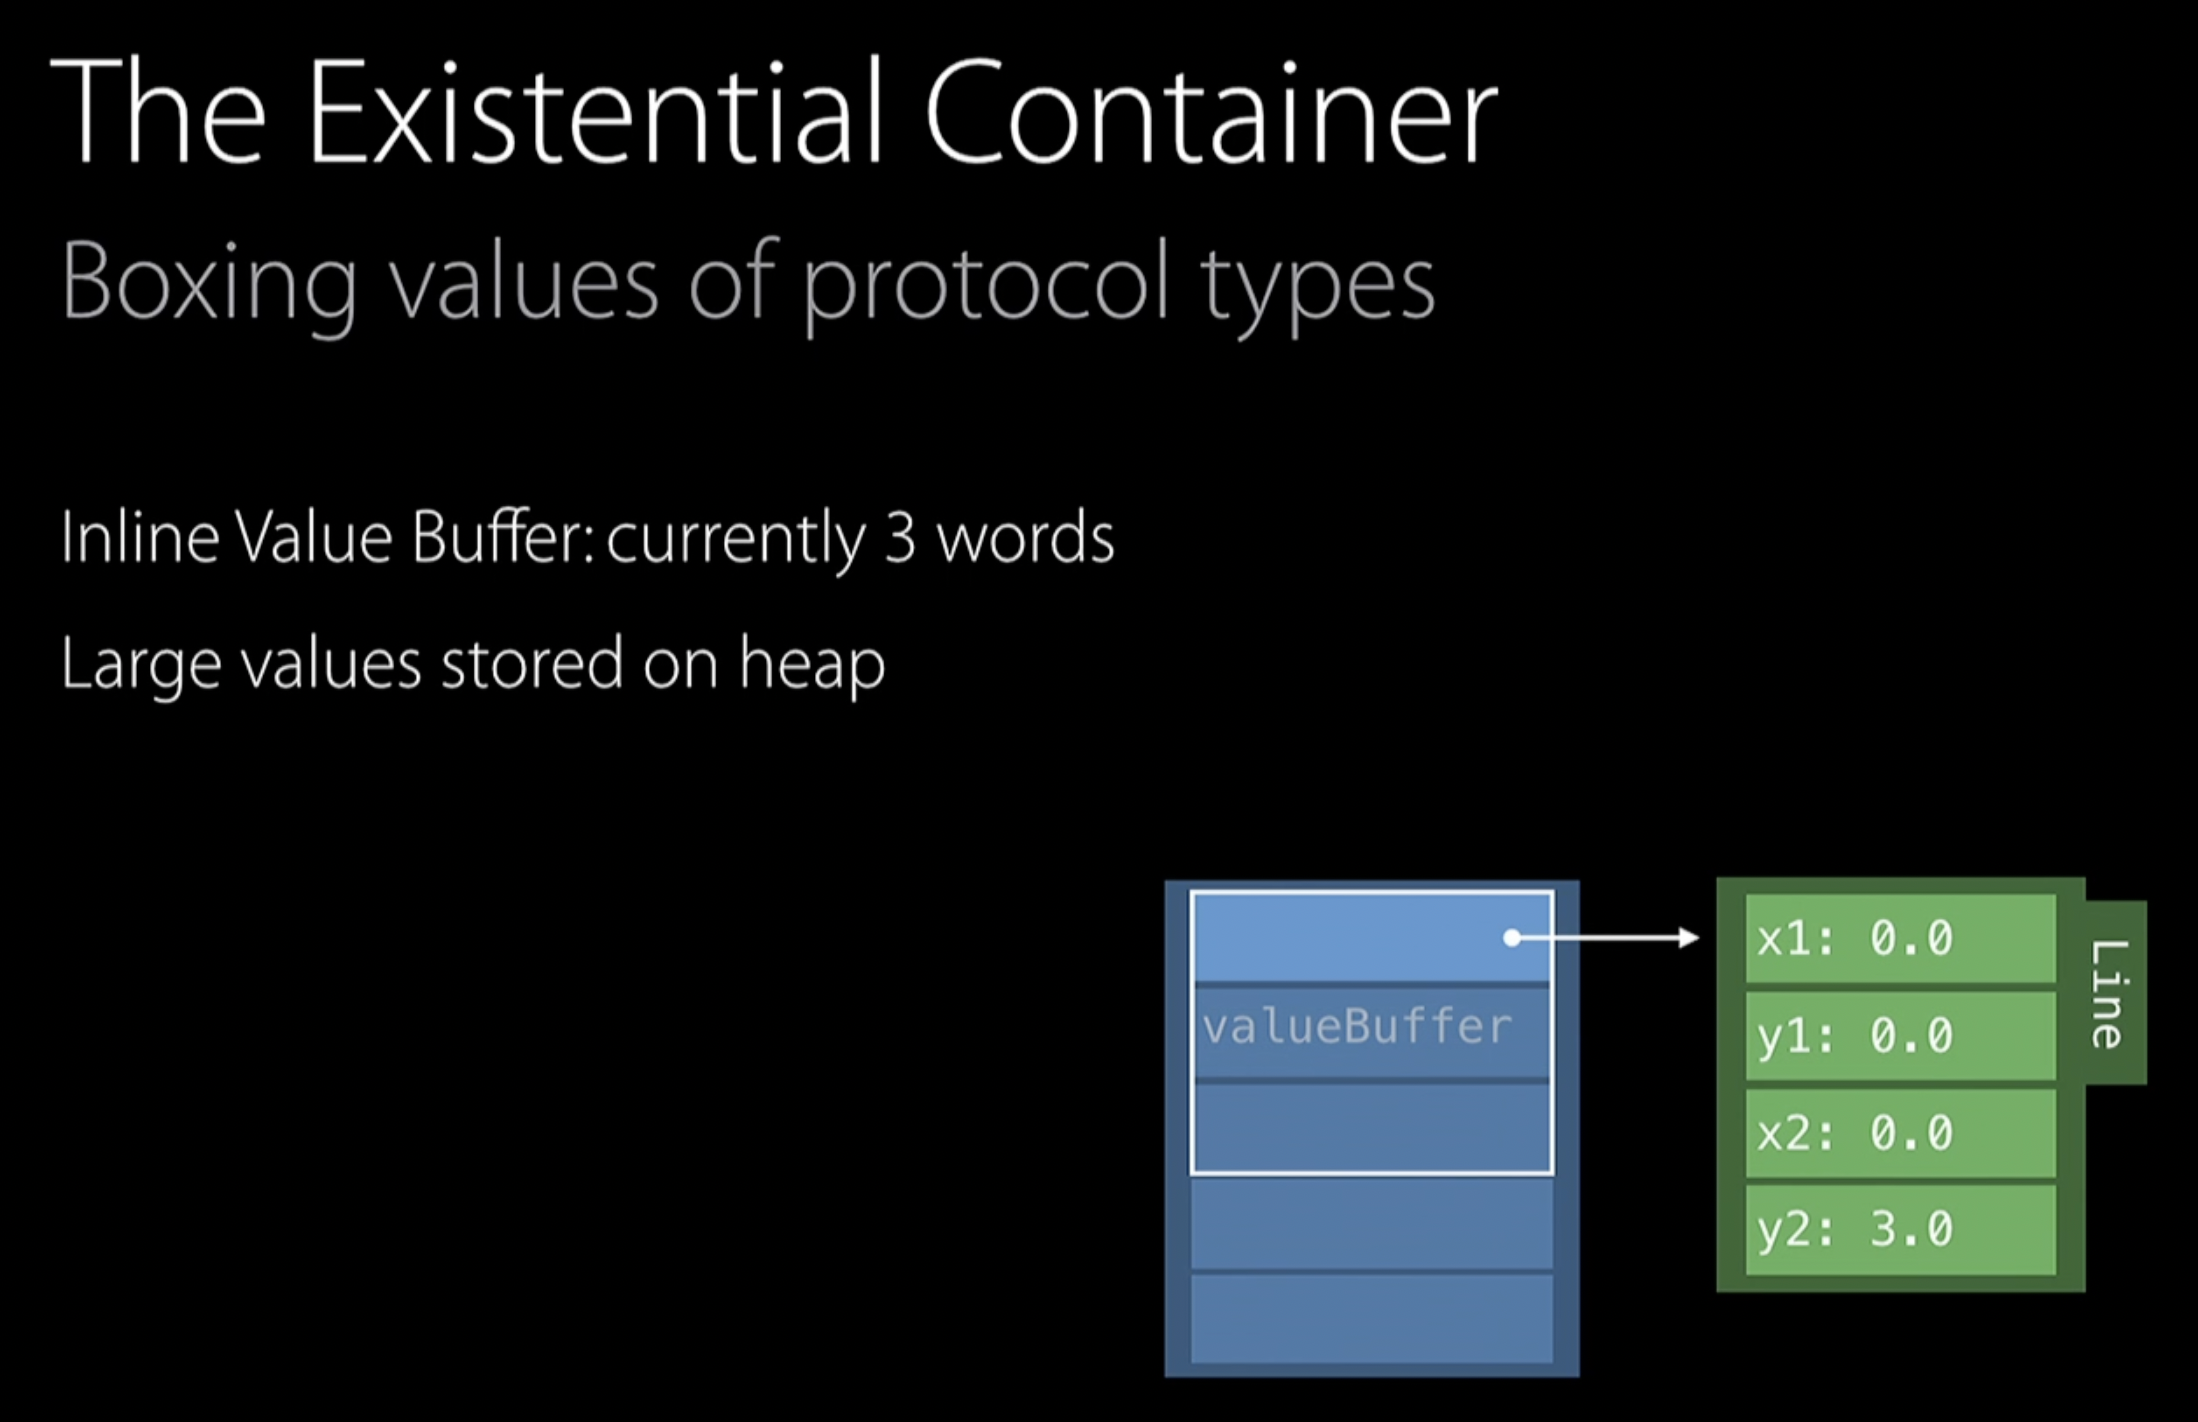 The Existential Container
Boxing values of protocol types
Inline Value Buffer: currently 3 words
Large values stored on heap
valueBuffer
x1: 0.0
y1: 0.0
x2: 0.0
y2: 3.0
Line